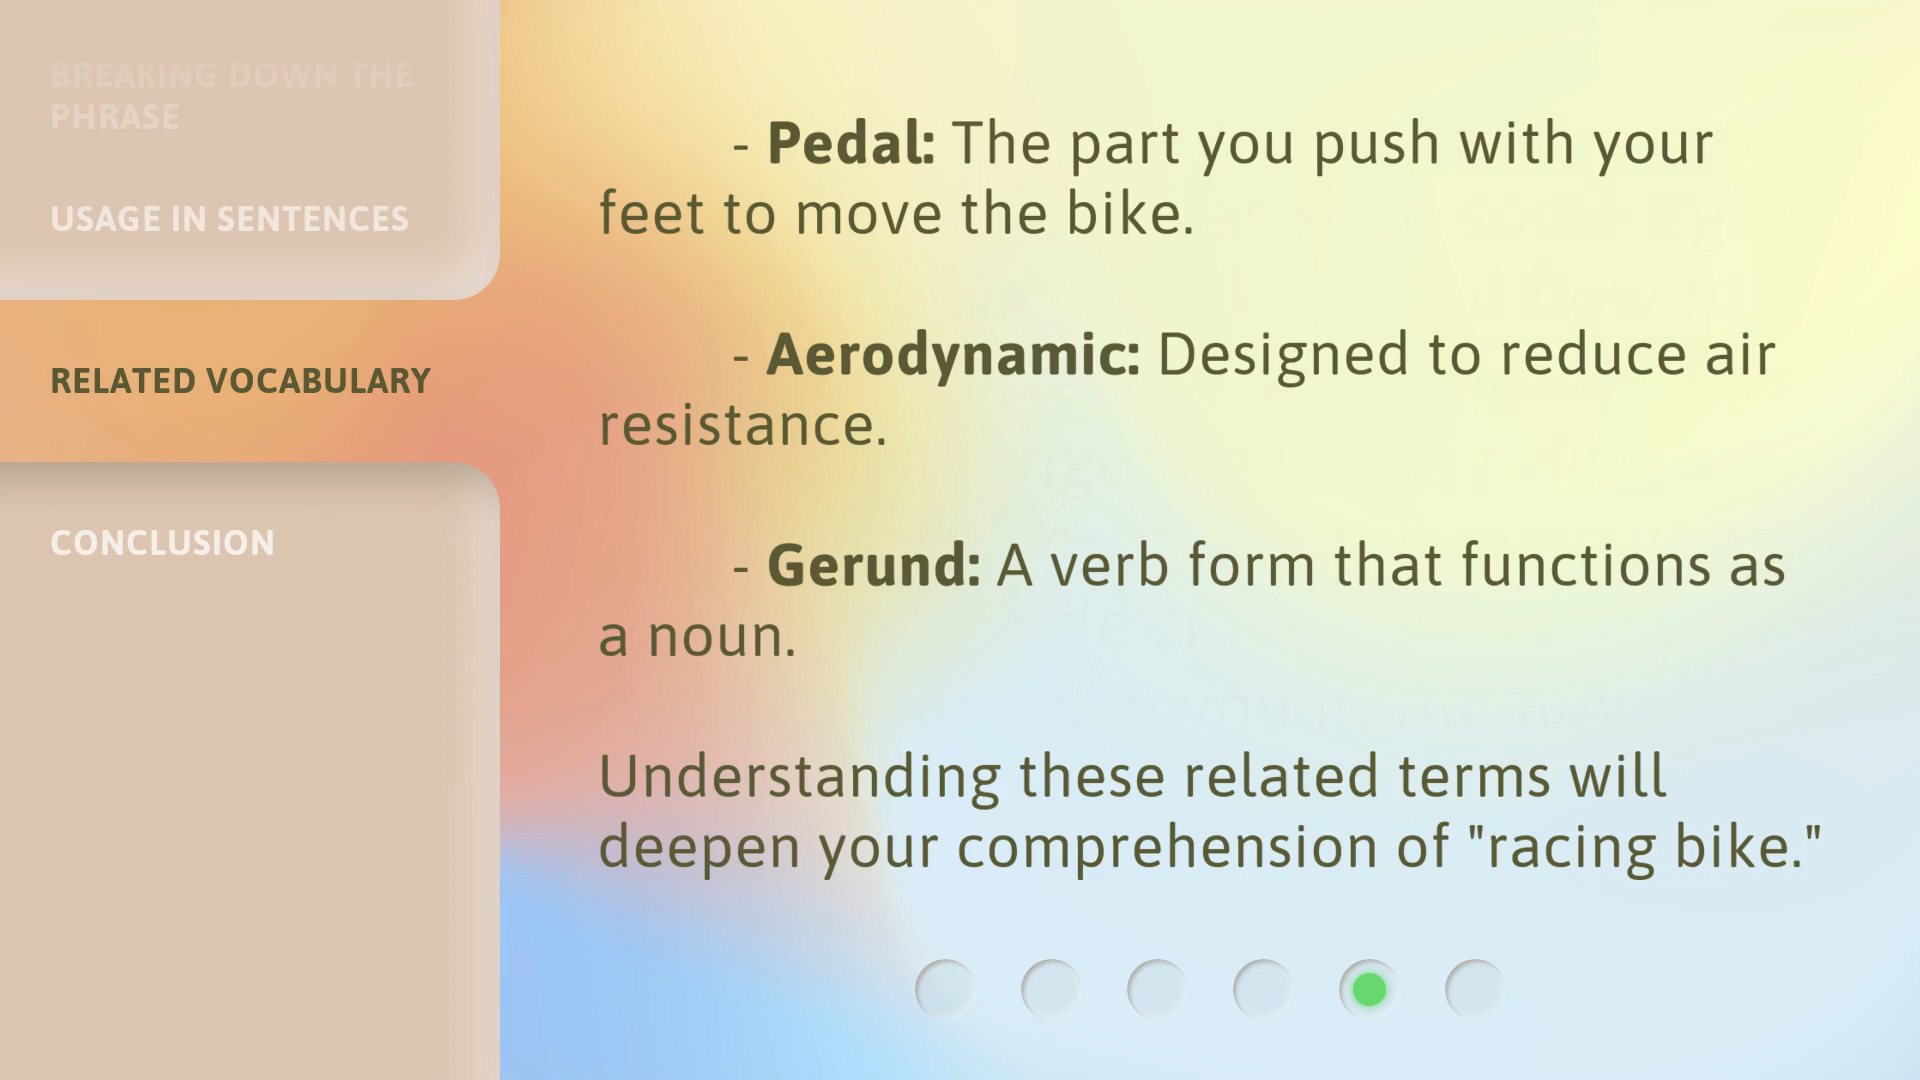 BREAKING DOWN THE
PHRASE
USAGE IN SENTENCES
RELATED VOCABULARY
CONCLUSION
- Pedal: The part you push with your
feet to move the bike.
- Aerodynamic: Designed to reduce air
resistance.
- Gerund: A verb form that functions as
a noun.
Understanding these related terms will
deepen your comprehension of "racing bike."